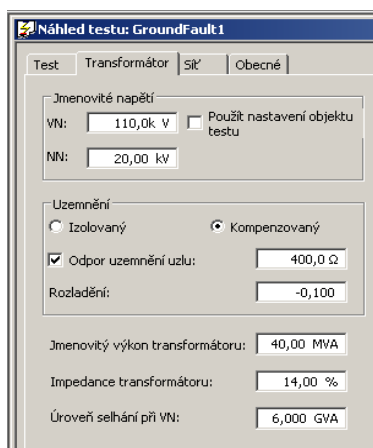 Náhled testu: GroundFault1
Test Transformátor Síť Obecné
Jmenovité napětí
VN: 110,0k V Použít nastavení objektu
testu
NN: 20,00 kV
Uzemnění
Izolovaný Kompenzovaný
Odpor uzemnění uzlu: 400,0 Ω
Rozladění: -0,100
Jmenovitý výkon transformátoru: 40,00 MVA
Impedance transformátoru: 14,00 %
Úroveň selhání při VN: 6,000 GVA